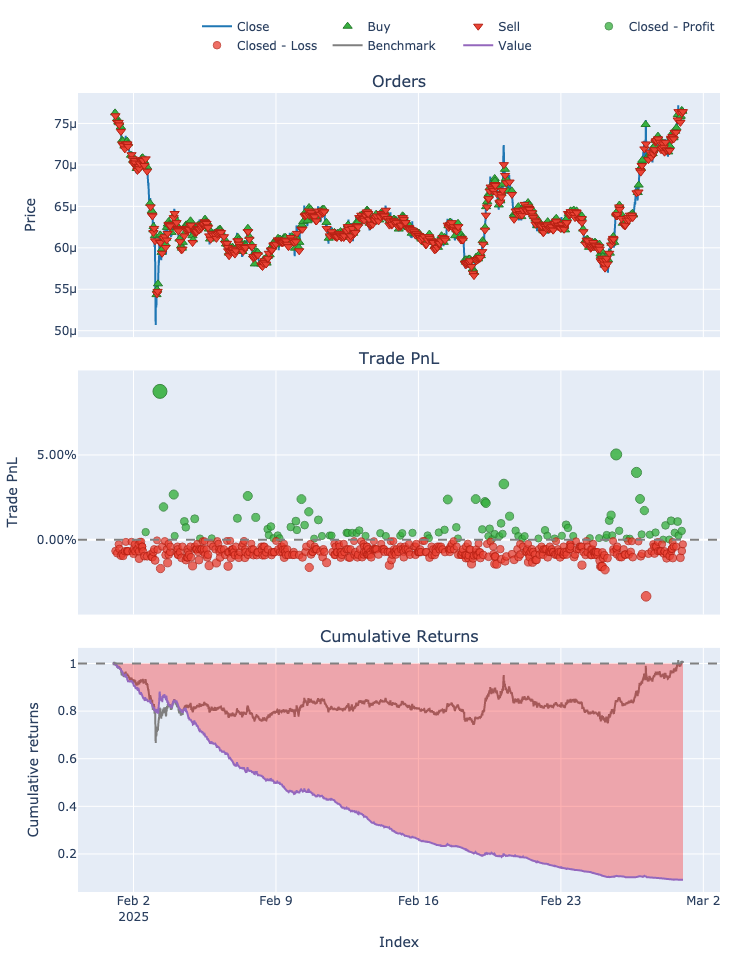 Close Buy Sell Closed - Profit
Closed - Loss Benchmark Value
Orders
75μ
70μ
65μ
60μ
55μ
50μ
Price
Trade PnL
5.00%
0.00%
Trade PnL
Cumulative Returns
1
0.8
0.6
0.4
0.2
Cumulative returns
Feb 2 Feb 9 Feb 16 Feb 23 Mar 2
2025
Index